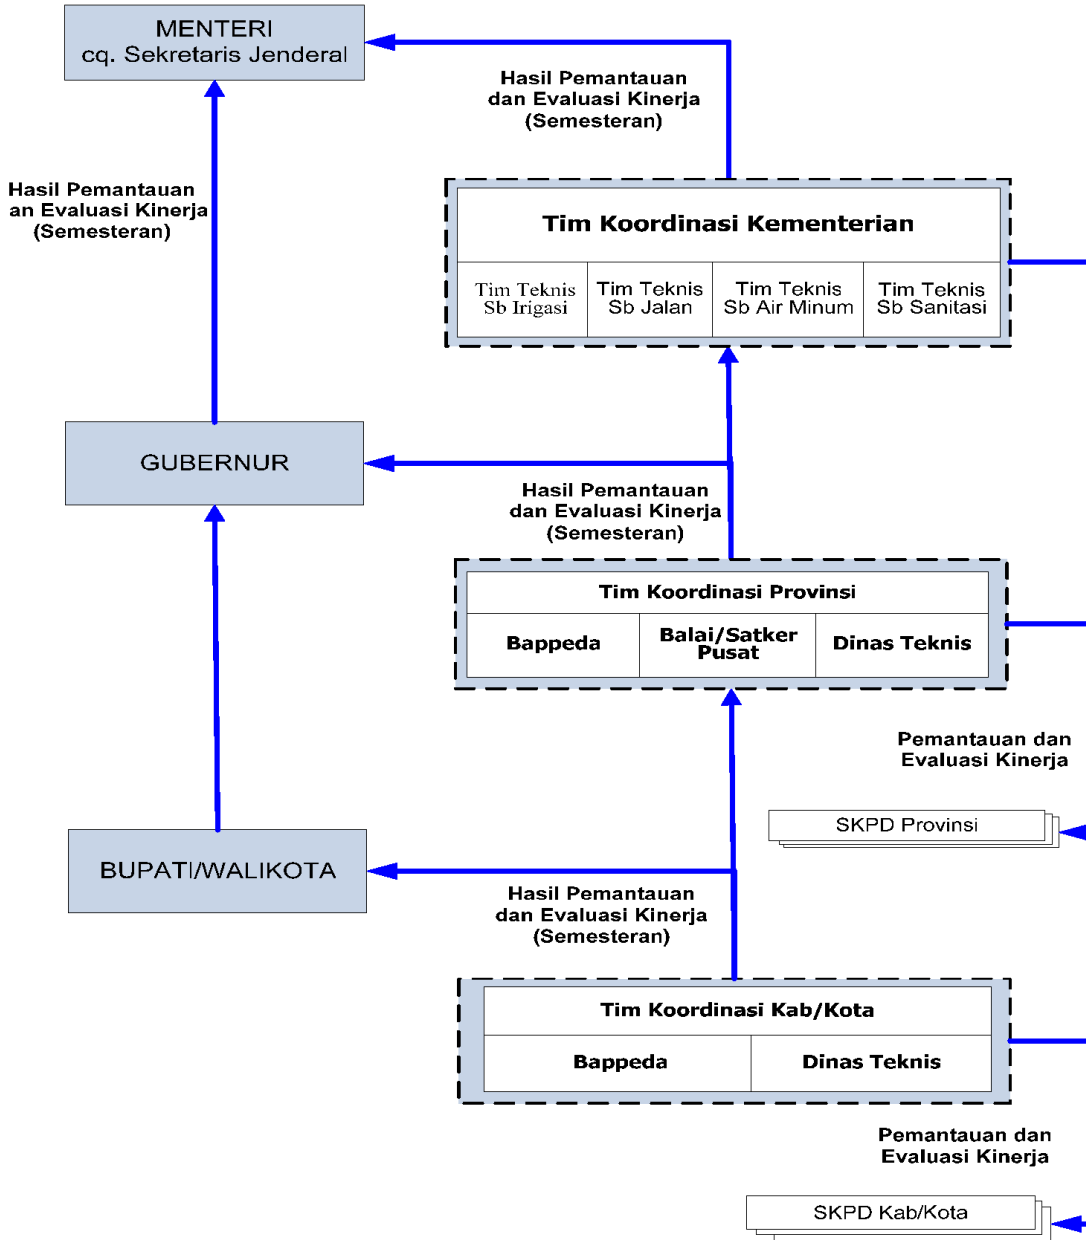 MENTERI
cq. Sekretaris Jenderal
Hasil Pemantauan
dan Evaluasi Kinerja
(Semesteran)
Hasil Pemantauan
an Evaluasi Kinerja
(Semesteran)
Tim Koordinasi Kementerian
Tim Teknis
Sb Irigasi
Tim Teknis
Sb Jalan
Tim Teknis
Sb Air Minum
Tim Teknis
Sb Sanitasi
GUBERNUR
Hasil Pemantauan
dan Evaluasi Kinerja
(Semesteran)
Tim Koordinasi Provinsi
Bappeda
Balai/Satker
Pusat
Dinas Teknis
Pemantauan dan
Evaluasi Kinerja
SKPD Provinsi
BUPATI/WALIKOTA
Hasil Pemantauan
dan Evaluasi Kinerja
(Semesteran)
Tim Koordinasi Kab/Kota
Bappeda
Dinas Teknis
Pemantauan dan
Evaluasi Kinerja
SKPD Kab/Kota